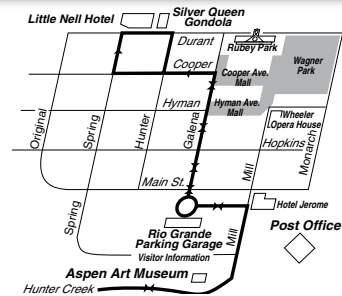 Little Nell Hotel
Silver Queen
Gondola
Durant
Rubey Park
Cooper
Wagner
Park
Cooper Ave.
Mall
Hyman
Hyman Ave.
Mall
Original
Spring
Hunter
Galena
Mill
Wheeler
Opera House
Hopkins
Monarch
Main St.
Hotel Jerome
Spring
Rio Grande
Parking Garage
Visitor Information
Mill
Post Office
Aspen Art Museum
Hunter Creek